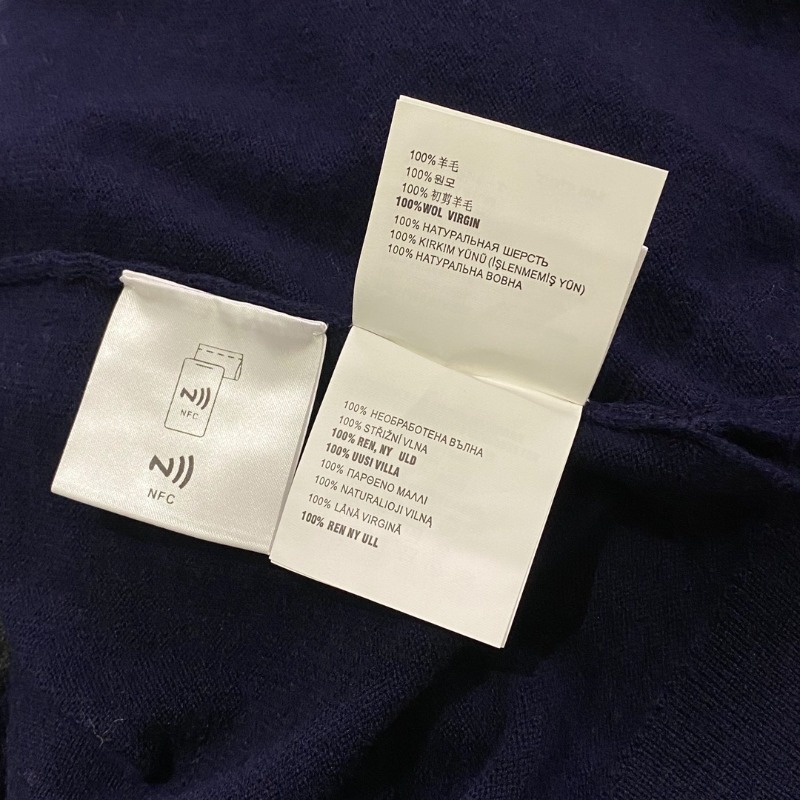 100%羊毛
100%원모
100%初剪羊毛
100%WOL VIRGIN
100% НАТУРАЛЬНАЯ ШЕРСТЬ
100% KIRKIM YÜNÜ (İŞLENMEMİŞ YÜN)
100% НАТУРАЛЬНА ВОВНА
100% НЕОБРАБОТЕНА ВЪЛНА
100% STŘIŽNÍ VLNA
100% REN, NY ULD
100% UUSI VILLA
100% ΠΑΡΘΕΝΟ ΜΑΛΛΙ
100% NATURALIOJI VILNĄ
100% LÂNĂ VIRGINĂ
100% REN NY ULL
NFC
NFC